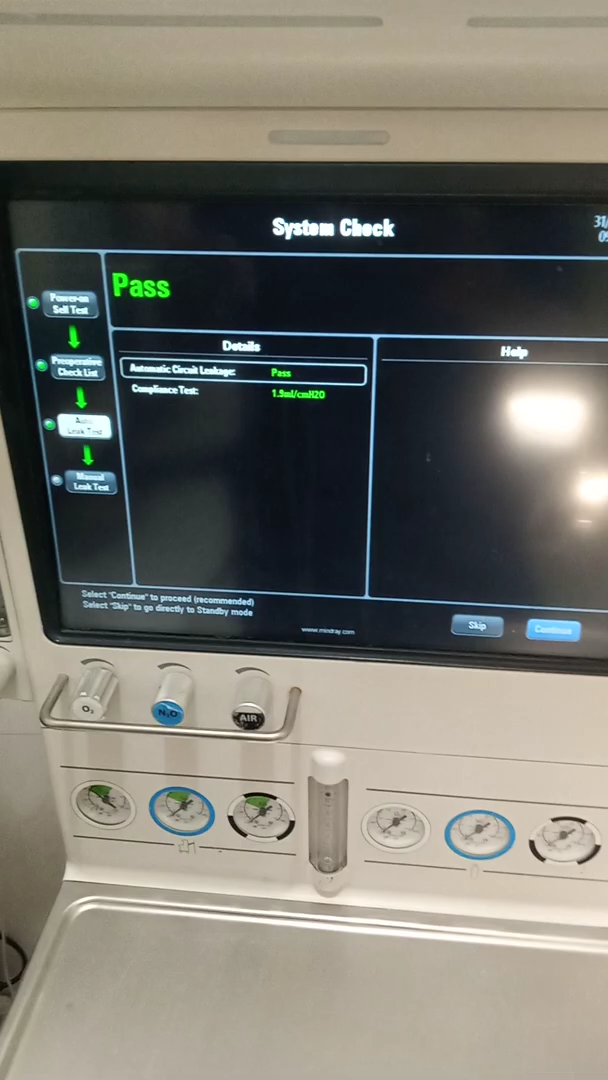 System Check
31/
Pass
Power-on
Self Test
Preoperative
Check List
Auto
Leak Test
Manual
Leak Test
Details
Automatic Circuit Leakage: Pass
Compliance Test: 1.9ml/cmH2O
Help
Select "Continue" to proceed (recommended)
Select "Skip" to go directly to Standby mode
www.mindray.com
Skip
Continue
O₂
N₂O
AIR